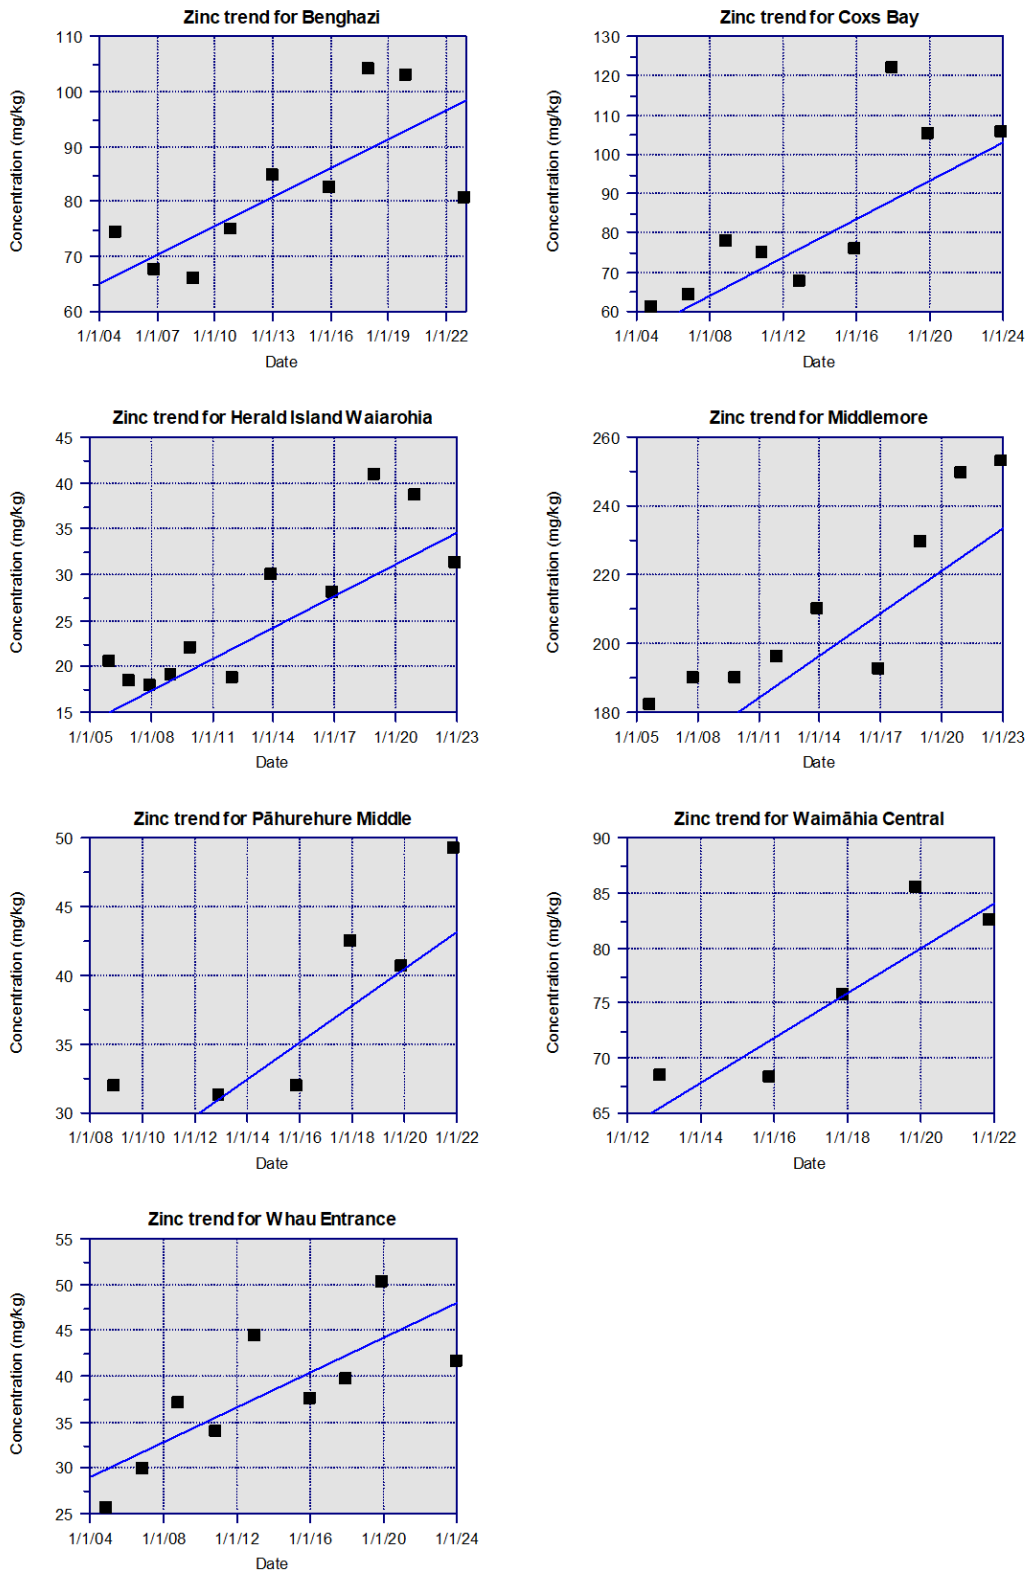 Zinc trend for Benghazi
110
100
90
80
70
60
Concentration (mg/kg)
1/1/04 1/1/07 1/1/10 1/1/13 1/1/16 1/1/19 1/1/22
Date
Zinc trend for Coxs Bay
130
120
110
100
90
80
70
60
Concentration (mg/kg)
1/1/04 1/1/08 1/1/12 1/1/16 1/1/20 1/1/24
Date
Zinc trend for Herald Island Waiarohia
45
40
35
30
25
20
15
Concentration (mg/kg)
1/1/05 1/1/08 1/1/11 1/1/14 1/1/17 1/1/20 1/1/23
Date
Zinc trend for Middlemore
260
240
220
200
180
Concentration (mg/kg)
1/1/05 1/1/08 1/1/11 1/1/14 1/1/17 1/1/20 1/1/23
Date
Zinc trend for Pāhurehure Middle
50
45
40
35
30
Concentration (mg/kg)
1/1/08 1/1/10 1/1/12 1/1/14 1/1/16 1/1/18 1/1/20 1/1/22
Date
Zinc trend for Waimāhia Central
90
85
80
75
70
65
Concentration (mg/kg)
1/1/12 1/1/14 1/1/16 1/1/18 1/1/20 1/1/22
Date
Zinc trend for Whau Entrance
55
50
45
40
35
30
25
Concentration (mg/kg)
1/1/04 1/1/08 1/1/12 1/1/16 1/1/20 1/1/24
Date